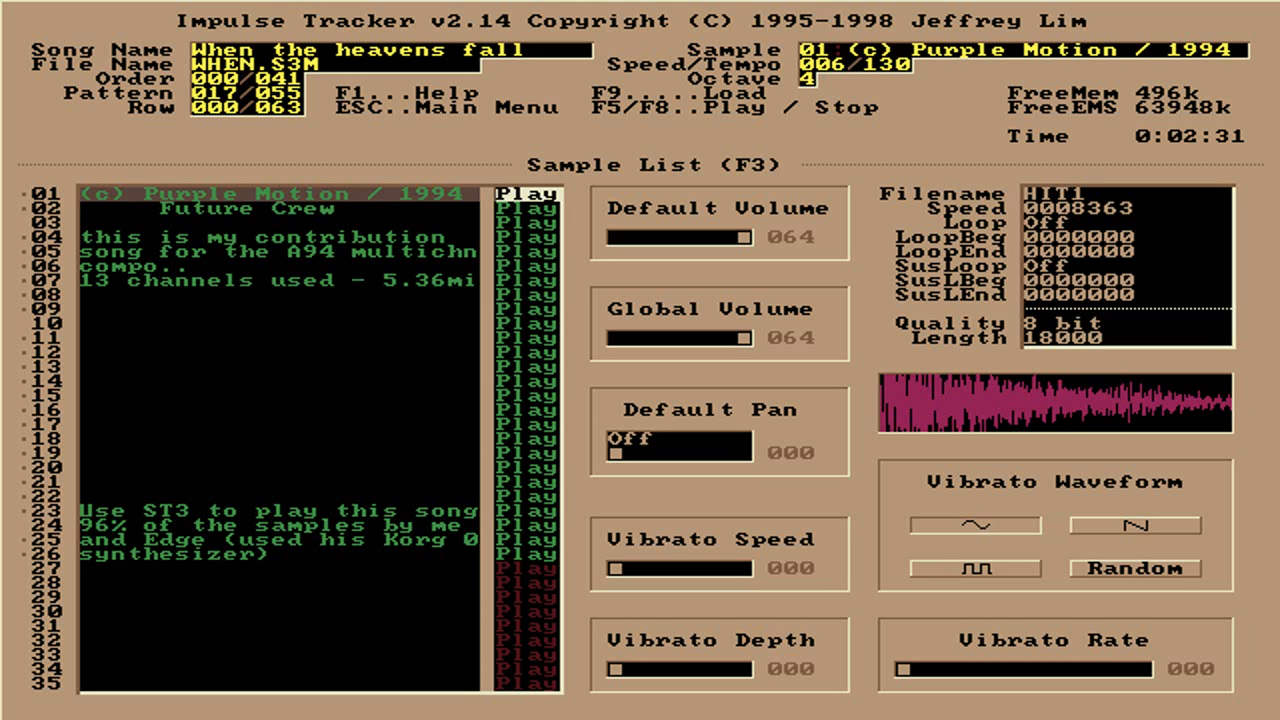 Impulse Tracker v2.14 Copyright (C) 1995-1998 Jeffrey Lim
Song Name When the heavens fall Sample 01:(c) Purple Motion / 1994
File Name WHEN.S3M Speed/Tempo 006/130
Order 000/041 Octave 4
Pattern 017/055 F1...Help F9.....Load FreeMem 496k
Row 000/063 ESC..Main Menu F5/F8..Play / Stop FreeEMS 63948k
Time 0:02:31
Sample List (F3)
01 (c) Purple Motion / 1994 Play
02 Future Crew Play
03 Play
04 this is my contribution Play
05 song for the A94 multichn Play
06 compo.. Play
07 13 channels used - 5.36mi Play
08 Play
09 Play
10 Play
11 Play
12 Play
13 Play
14 Play
15 Play
16 Play
17 Play
18 Play
19 Play
20 Play
21 Play
22 Play
23 Use ST3 to play this song Play
24 96% of the samples by me Play
25 and Edge (used his Korg 0 Play
26 synthesizer) Play
27 Play
28 Play
29 Play
30 Play
31 Play
32 Play
33 Play
34 Play
35 Play
Default Volume
064
Global Volume
064
Default Pan
Off
000
Vibrato Speed
000
Vibrato Depth
000
Filename HIT1
Speed 0008363
Loop Off
LoopBeg 0000000
LoopEnd 0000000
SusLoop Off
SusLBeg 0000000
SusLEnd 0000000
Quality 8 bit
Length 18000
Vibrato Waveform
Random
Vibrato Rate
000